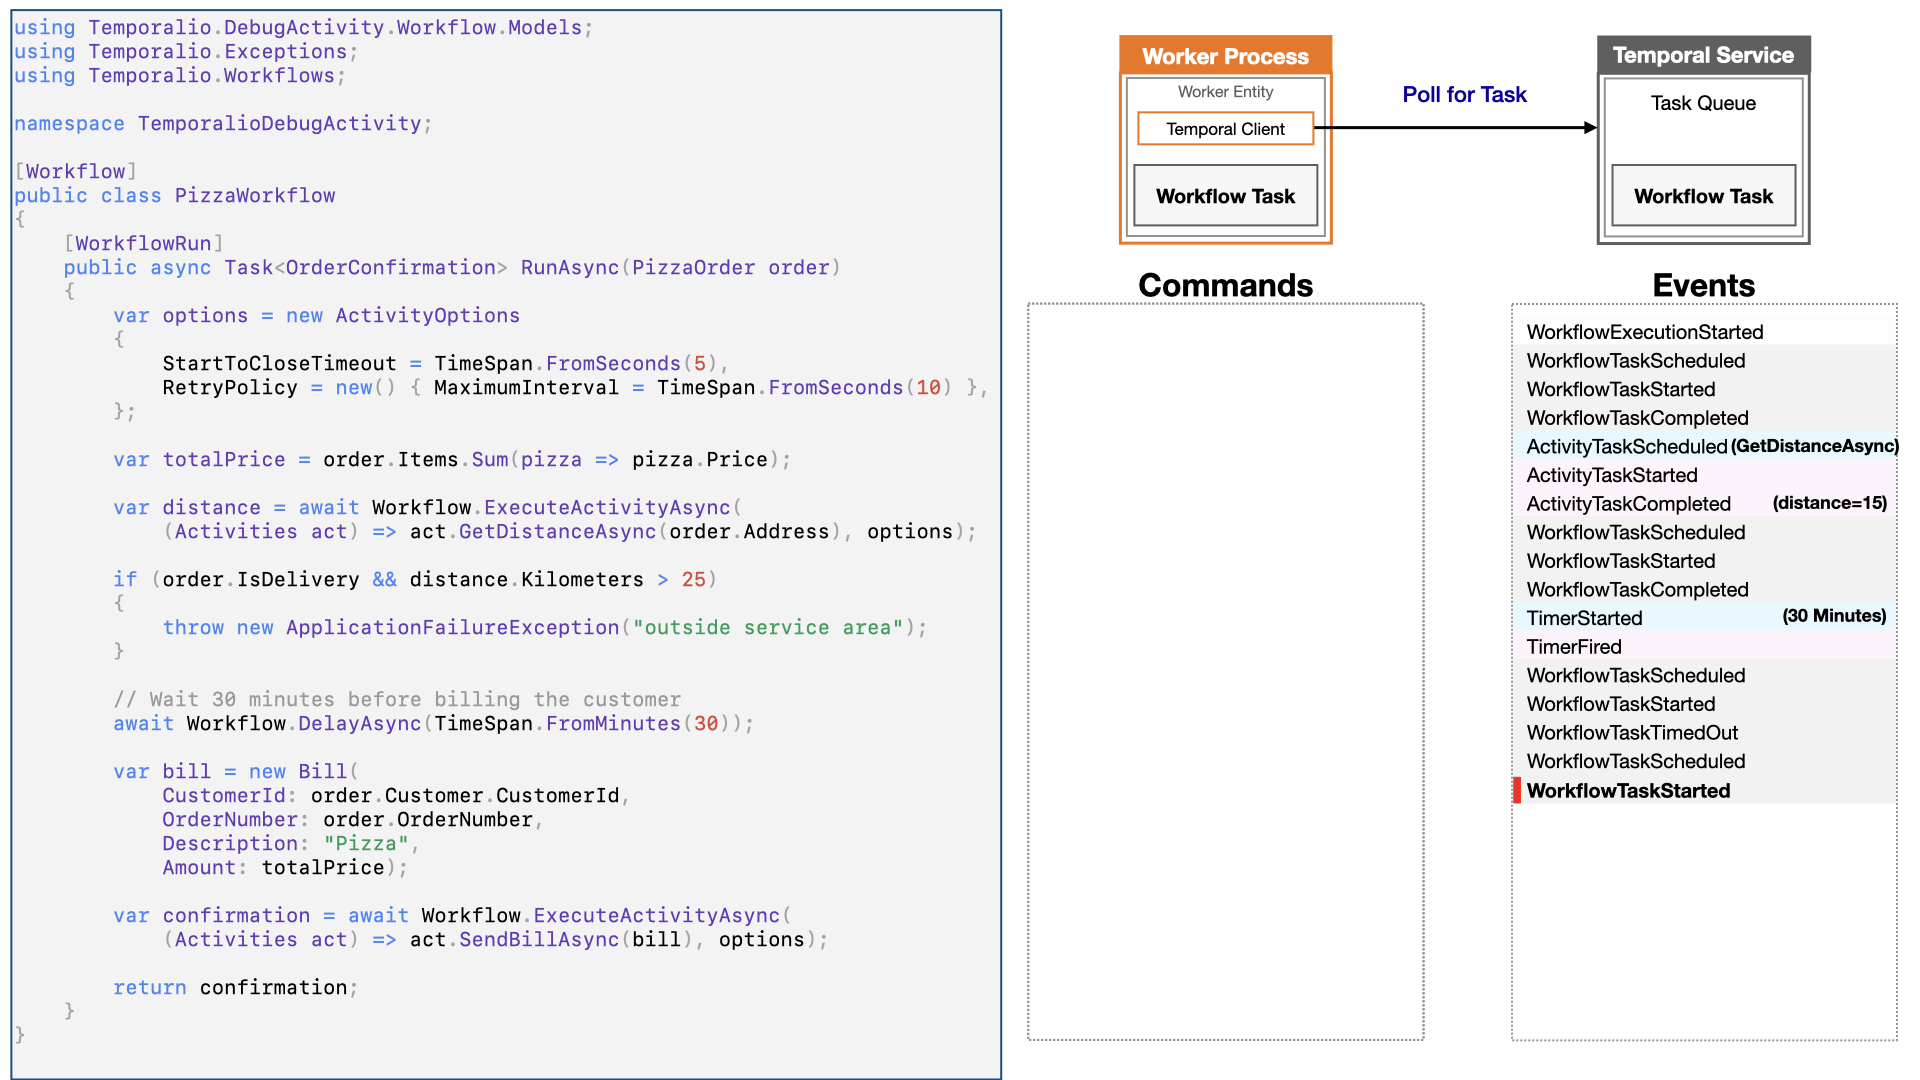 using Temporalio.DebugActivity.Workflow.Models;
using Temporalio.Exceptions;
using Temporalio.Workflows;
namespace TemporalioDebugActivity;
[Workflow]
public class PizzaWorkflow
{
[WorkflowRun]
public async Task<OrderConfirmation> RunAsync(PizzaOrder order)
{
var options = new ActivityOptions
{
StartToCloseTimeout = TimeSpan.FromSeconds(5),
RetryPolicy = new() { MaximumInterval = TimeSpan.FromSeconds(10) },
};
var totalPrice = order.Items.Sum(pizza => pizza.Price);
var distance = await Workflow.ExecuteActivityAsync(
(Activities act) => act.GetDistanceAsync(order.Address), options);
if (order.IsDelivery && distance.Kilometers > 25)
{
throw new ApplicationFailureException("outside service area");
}
// Wait 30 minutes before billing the customer
await Workflow.DelayAsync(TimeSpan.FromMinutes(30));
var bill = new Bill(
CustomerId: order.Customer.CustomerId,
OrderNumber: order.OrderNumber,
Description: "Pizza",
Amount: totalPrice);
var confirmation = await Workflow.ExecuteActivityAsync(
(Activities act) => act.SendBillAsync(bill), options);
return confirmation;
}
}
Worker Process
Worker Entity
Temporal Client
Workflow Task
Poll for Task
Temporal Service
Task Queue
Workflow Task
Commands
Events
WorkflowExecutionStarted
WorkflowTaskScheduled
WorkflowTaskStarted
WorkflowTaskCompleted
ActivityTaskScheduled (GetDistanceAsync)
ActivityTaskStarted
ActivityTaskCompleted (distance=15)
WorkflowTaskScheduled
WorkflowTaskStarted
WorkflowTaskCompleted
TimerStarted (30 Minutes)
TimerFired
WorkflowTaskScheduled
WorkflowTaskStarted
WorkflowTaskTimedOut
WorkflowTaskScheduled
WorkflowTaskStarted